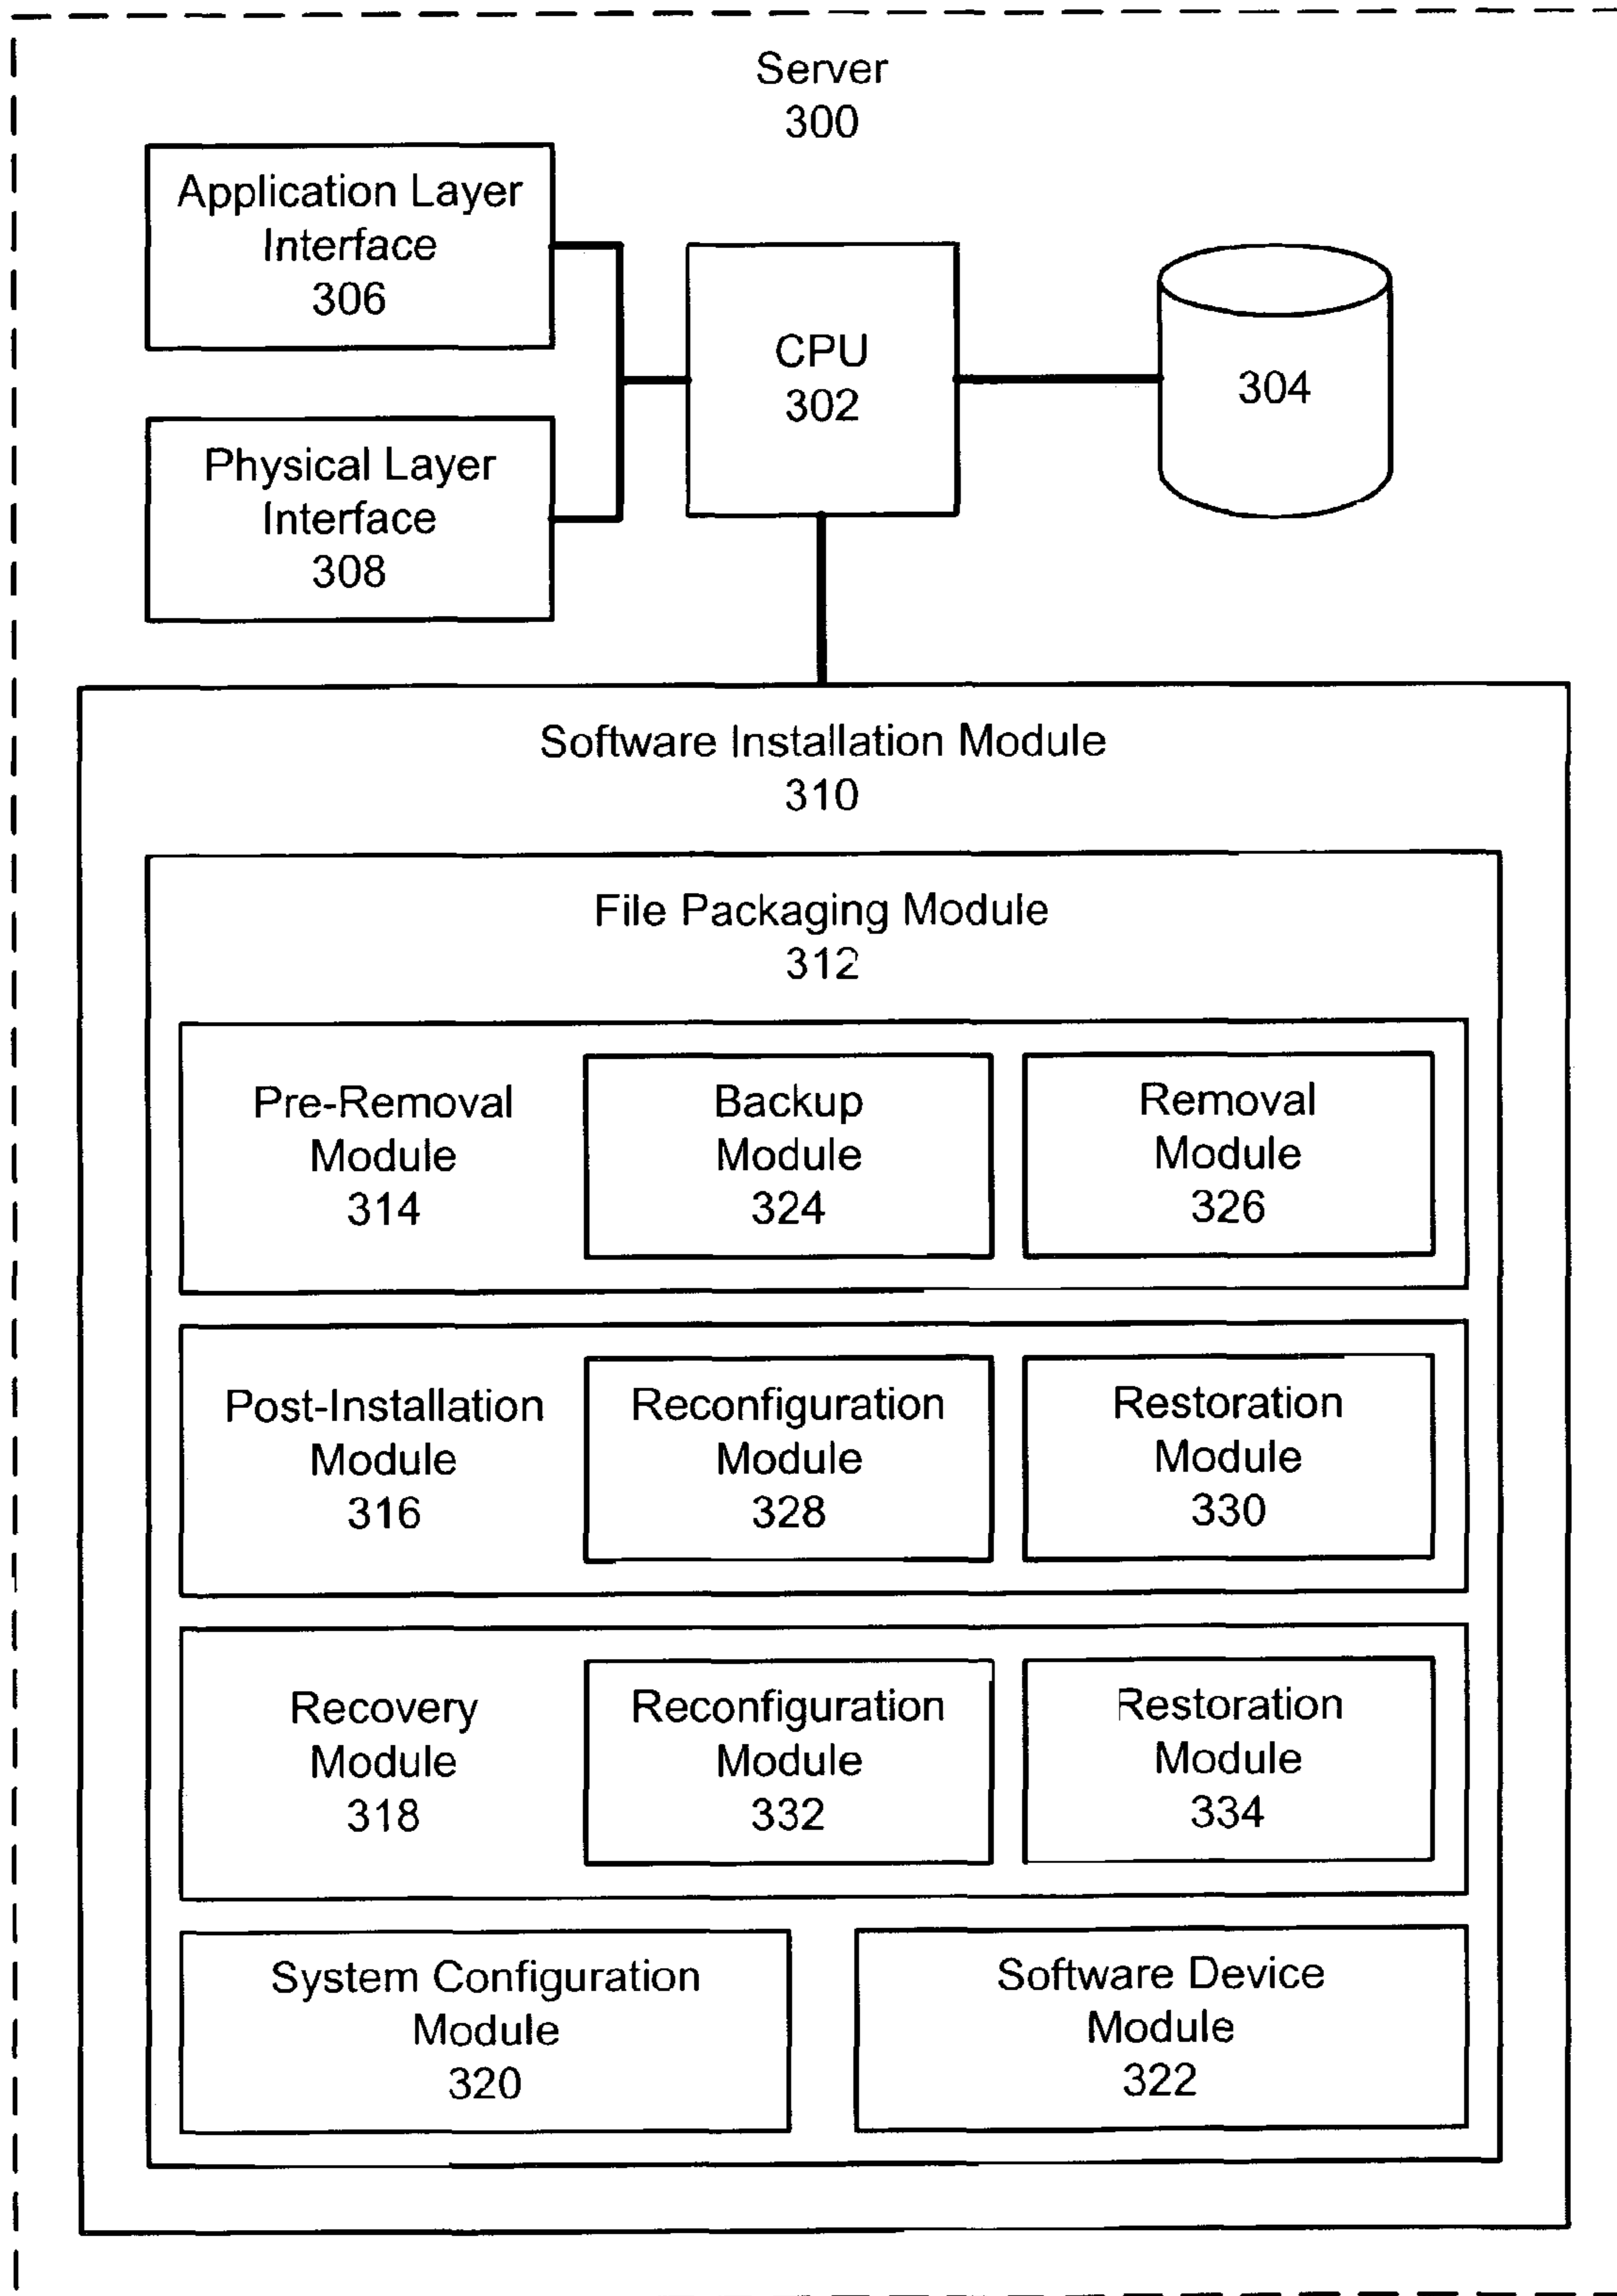 Server
300
Application Layer
Interface
306
Physical Layer
Interface
308
CPU
302
304
Software Installation Module
310
File Packaging Module
312
Pre-Removal
Module
314
Backup
Module
324
Removal
Module
326
Post-Installation
Module
316
Reconfiguration
Module
328
Restoration
Module
330
Recovery
Module
318
Reconfiguration
Module
332
Restoration
Module
334
System Configuration
Module
320
Software Device
Module
322